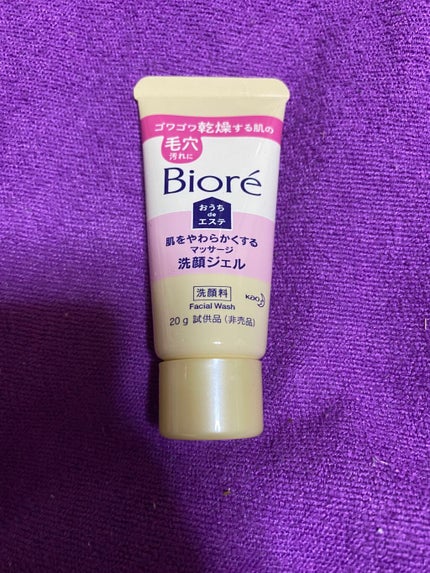 ゴワゴワ乾燥する肌の
毛穴
汚れに
Bioré
おうち
de
エステ
肌をやわらかくする
マッサージ
洗顔ジェル
洗顔料
Facial Wash
Kao
20g 試供品(非売品)